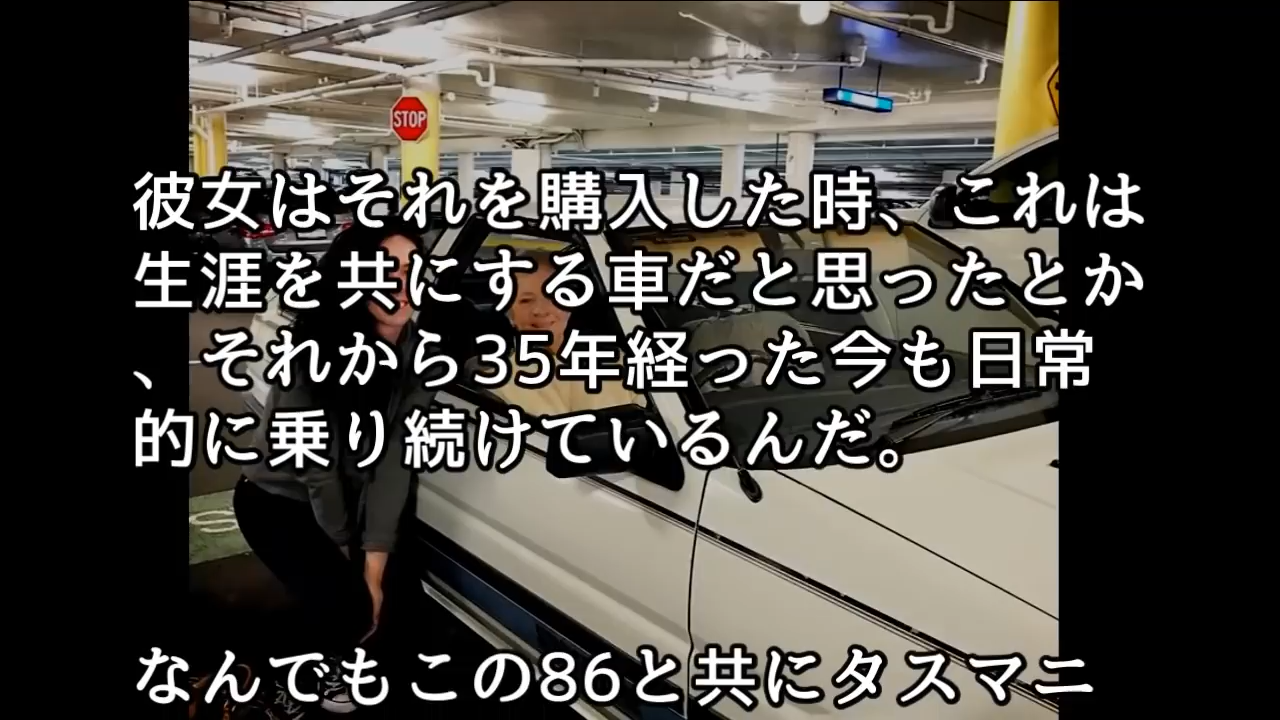 STOP
彼女はそれを購入した時、これは
生涯を共にする車だと思ったとか
、それから35年経った今も日常
的に乗り続けているんだ。
なんでもこの86と共にタスマニ